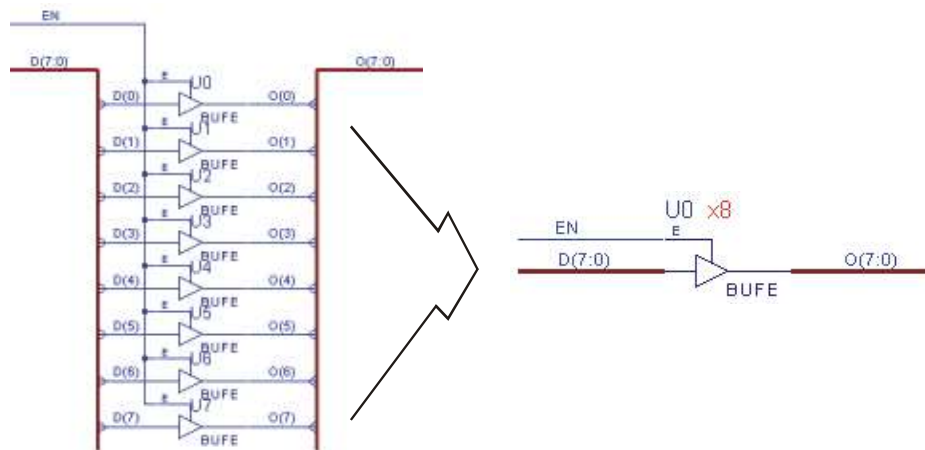 EN
D(7:0) O(7:0)
E U0
D(0) O(0)
BUFE
E U1
D(1) O(1)
BUFE
E U2
D(2) O(2)
BUFE
E U3
D(3) O(3)
BUFE
E U4
D(4) O(4)
BUFE
E U5
D(5) O(5)
BUFE
E U6
D(6) O(6)
BUFE
E U7
D(7) O(7)
BUFE
U0 x8
EN E
D(7:0) O(7:0)
BUFE